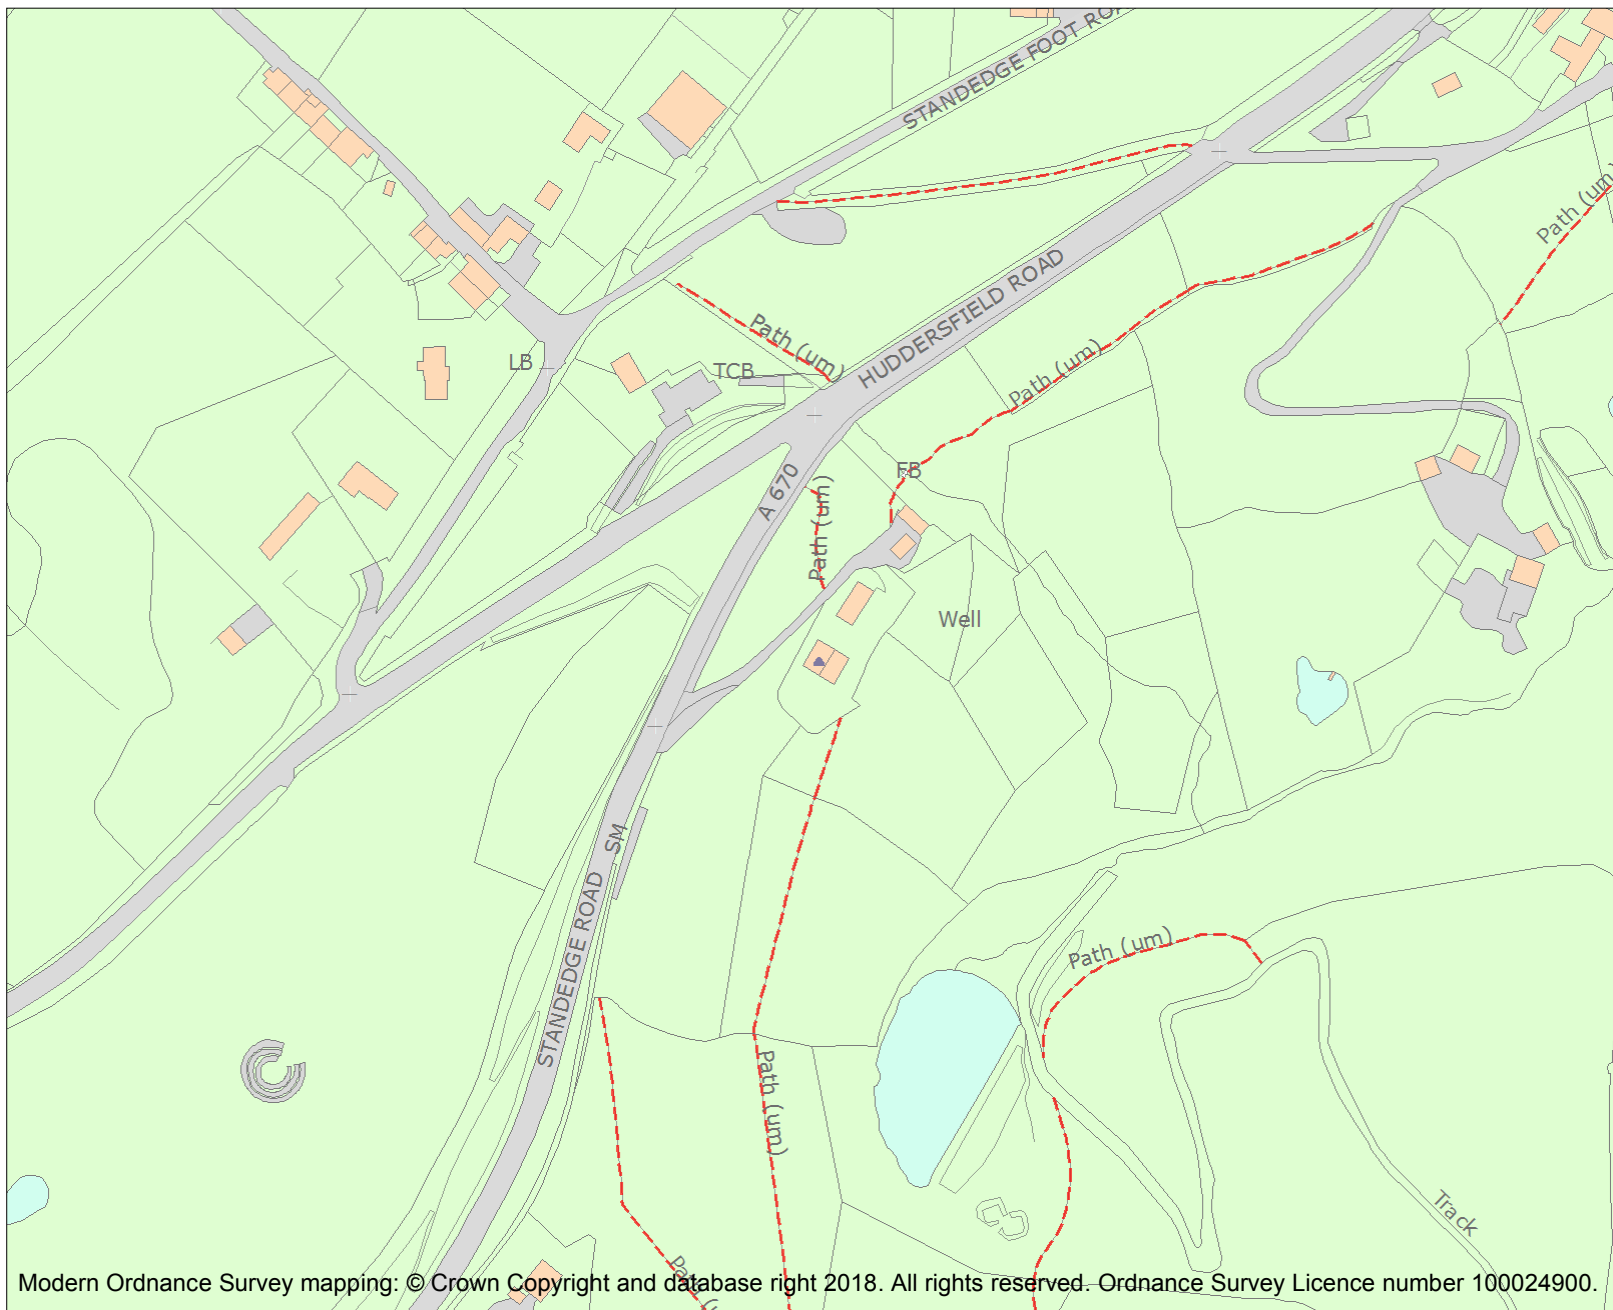 STANDEDGE FOOT ROA
Path (um)
HUDDERSFIELD ROAD
Path (um)
LB
TCB
Path (um)
FB
A 670
Path (um)
Well
SM
STANDEDGE ROAD
Path (um)
Path (um)
Track
Path (u
Modern Ordnance Survey mapping: © Crown Copyright and database right 2018. All rights reserved. Ordnance Survey Licence number 100024900.